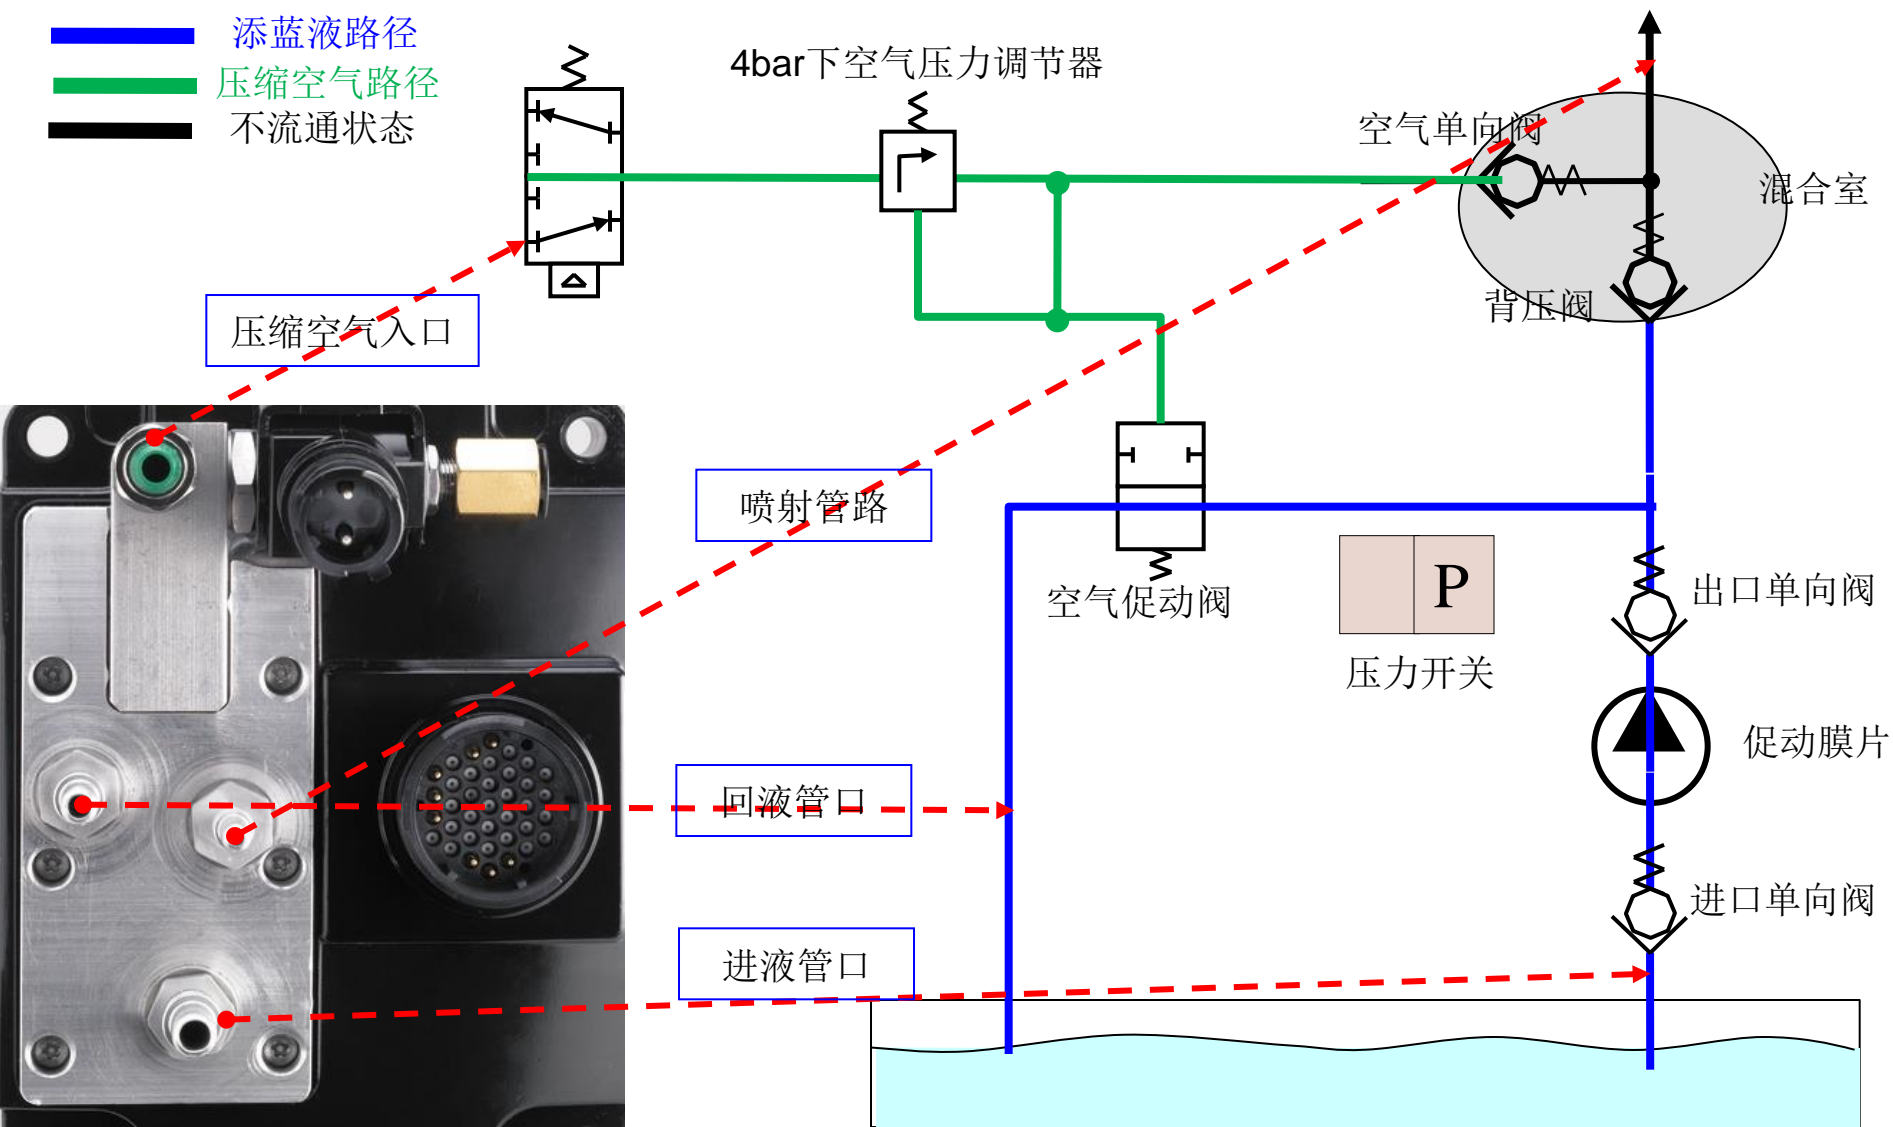 添蓝液路径
压缩空气路径
不流通状态
4bar下空气压力调节器
空气单向阀
混合室
背压阀
压缩空气入口
喷射管路
空气促动阀
P
压力开关
出口单向阀
促动膜片
回液管口
进口单向阀
进液管口